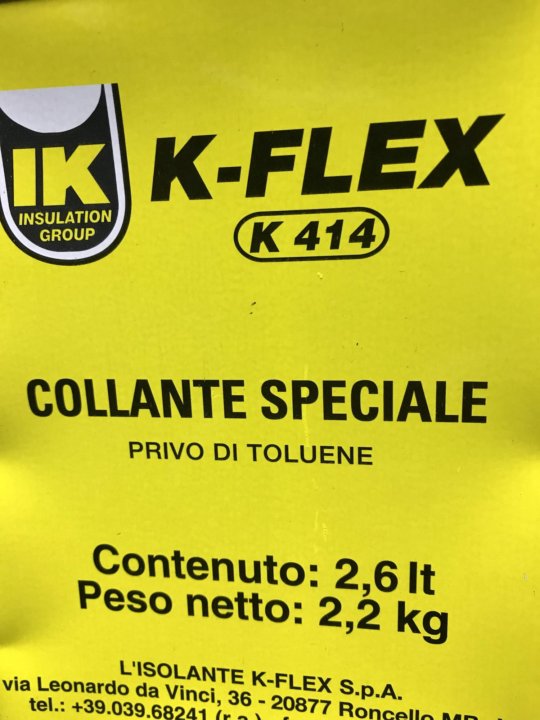 IK
INSULATION
GROUP
K-FLEX
K 414
COLLANTE SPECIALE
PRIVO DI TOLUENE
Contenuto: 2,6 lt
Peso netto: 2,2 kg
L'ISOLANTE K-FLEX S.p.A.
via Leonardo da Vinci, 36 - 20877 Roncello
tel.: +39.039.68241 (r.a.)